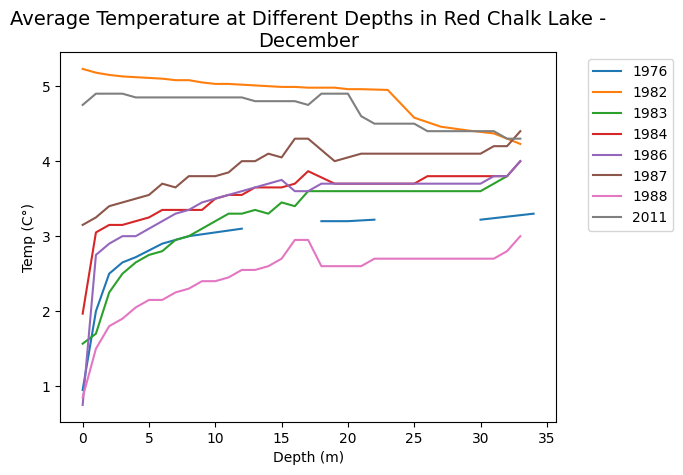 Average Temperature at Different Depths in Red Chalk Lake -
December
5
4
3
2
1
Temp (C°)
0 5 10 15 20 25 30 35
Depth (m)
1976
1982
1983
1984
1986
1987
1988
2011